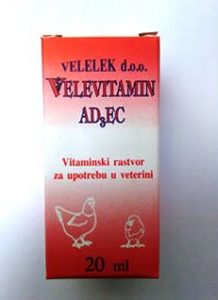 VELELEK d.o.o.
VELEVITAMIN
AD₃EC
Vitaminski rastvor
za upotrebu u veterini
20 ml